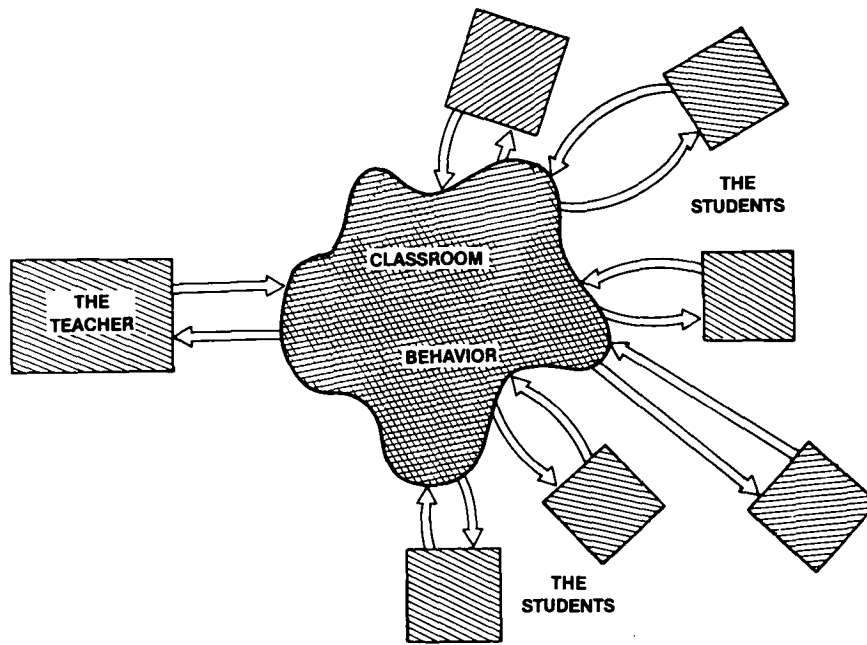 THE
STUDENTS
CLASSROOM
THE
TEACHER
BEHAVIOR
THE
STUDENTS